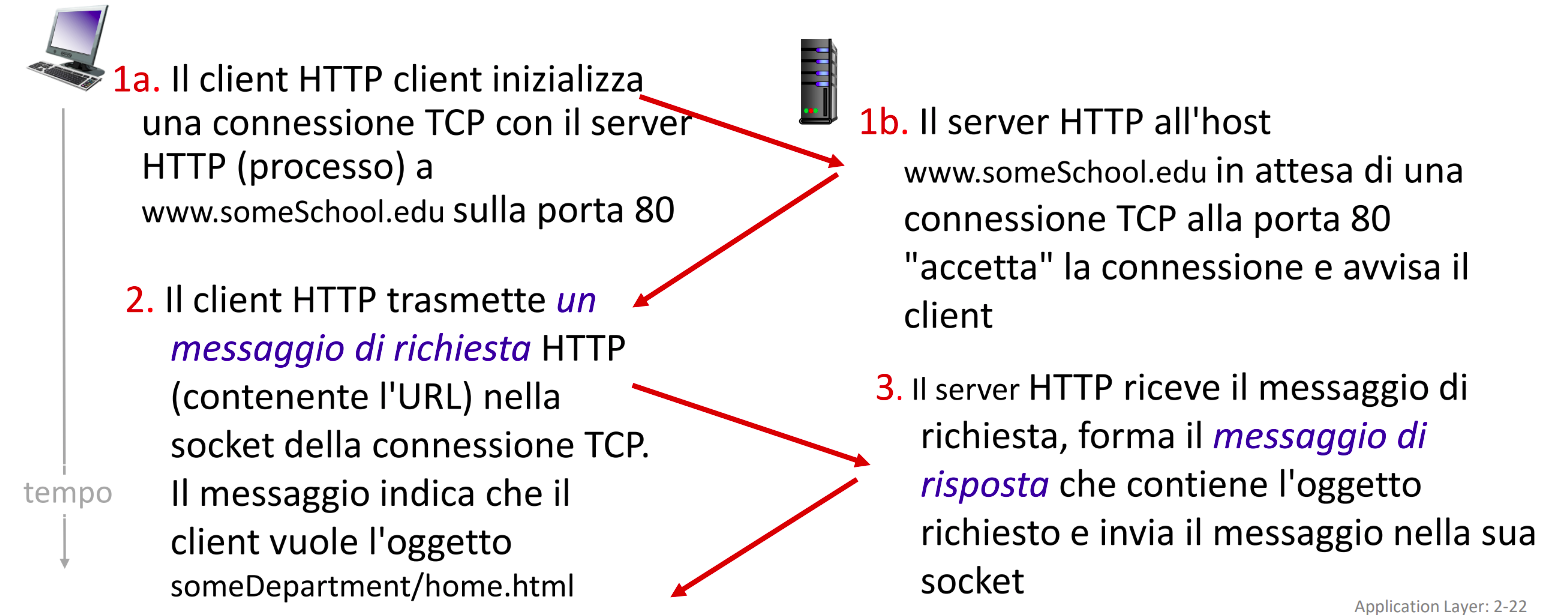 1a. Il client HTTP client inizializza
una connessione TCP con il server
HTTP (processo) a
www.someSchool.edu sulla porta 80
1b. Il server HTTP all'host
www.someSchool.edu in attesa di una
connessione TCP alla porta 80
"accetta" la connessione e avvisa il
client
2. Il client HTTP trasmette un
messaggio di richiesta HTTP
(contenente l'URL) nella
socket della connessione TCP.
Il messaggio indica che il
client vuole l'oggetto
someDepartment/home.html
3. Il server HTTP riceve il messaggio di
richiesta, forma il messaggio di
risposta che contiene l'oggetto
richiesto e invia il messaggio nella sua
socket
tempo
Application Layer: 2-22